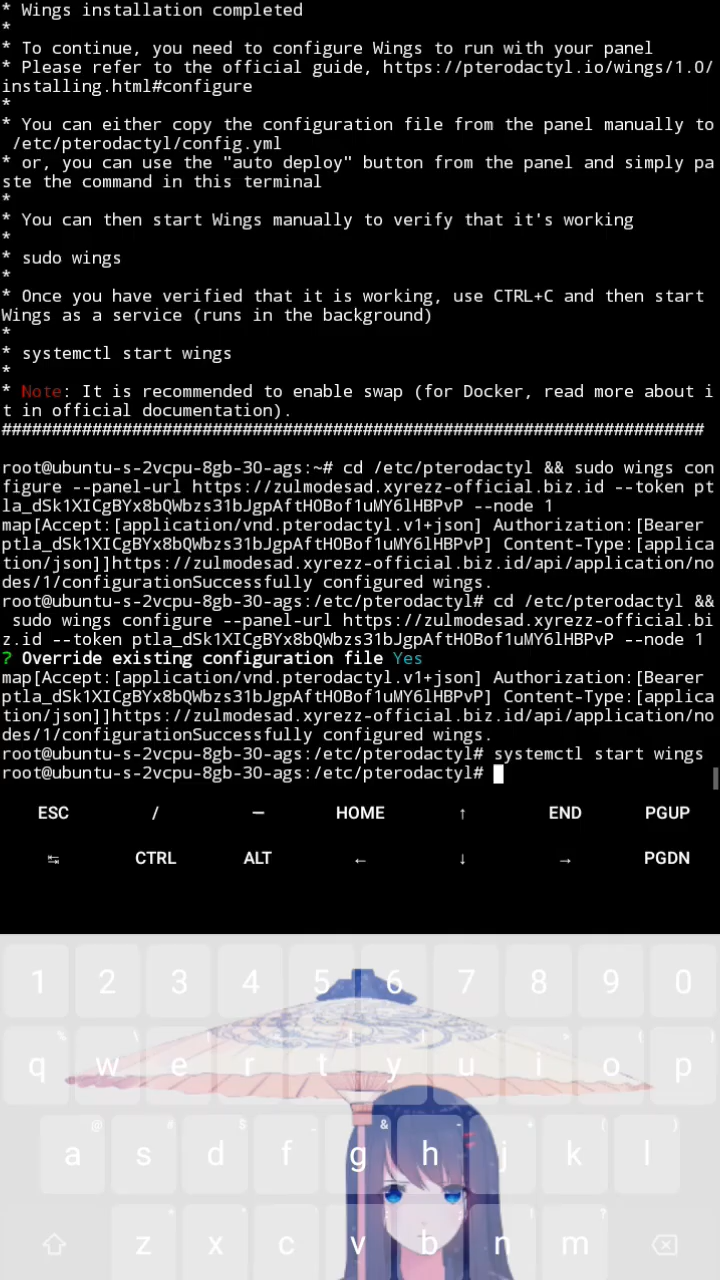 * Wings installation completed
*
* To continue, you need to configure Wings to run with your panel
* Please refer to the official guide, https://pterodactyl.io/wings/1.0/
installing.html#configure
*
* You can either copy the configuration file from the panel manually to
 /etc/pterodactyl/config.yml
* or, you can use the "auto deploy" button from the panel and simply pa
ste the command in this terminal
*
* You can then start Wings manually to verify that it's working
*
* sudo wings
*
* Once you have verified that it is working, use CTRL+C and then start
Wings as a service (runs in the background)
*
* systemctl start wings
*
* Note: It is recommended to enable swap (for Docker, read more about i
t in official documentation).
######################################################################
root@ubuntu-s-2vcpu-8gb-30-ags:~# cd /etc/pterodactyl && sudo wings con
figure --panel-url https://zulmodesad.xyrezz-official.biz.id --token pt
la_dSk1XICgBYx8bQWbzs31bJgpAftHOBof1uMY6lHBPvP --node 1
map[Accept:[application/vnd.pterodactyl.v1+json] Authorization:[Bearer
ptla_dSk1XICgBYx8bQWbzs31bJgpAftHOBof1uMY6lHBPvP] Content-Type:[applica
tion/json]]https://zulmodesad.xyrezz-official.biz.id/api/application/no
des/1/configurationSuccessfully configured wings.
root@ubuntu-s-2vcpu-8gb-30-ags:/etc/pterodactyl# cd /etc/pterodactyl &&
 sudo wings configure --panel-url https://zulmodesad.xyrezz-official.bi
z.id --token ptla_dSk1XICgBYx8bQWbzs31bJgpAftHOBof1uMY6lHBPvP --node 1
? Override existing configuration file Yes
map[Accept:[application/vnd.pterodactyl.v1+json] Authorization:[Bearer
ptla_dSk1XICgBYx8bQWbzs31bJgpAftHOBof1uMY6lHBPvP] Content-Type:[applica
tion/json]]https://zulmodesad.xyrezz-official.biz.id/api/application/no
des/1/configurationSuccessfully configured wings.
root@ubuntu-s-2vcpu-8gb-30-ags:/etc/pterodactyl# systemctl start wings
root@ubuntu-s-2vcpu-8gb-30-ags:/etc/pterodactyl#
ESC / — HOME ↑ END PGUP
↹ CTRL ALT ← ↓ → PGDN
1 2 3 4 5 6 7 8 9 0
q w e r t y u i o p
a s d f g h j k l
z x c v b n m